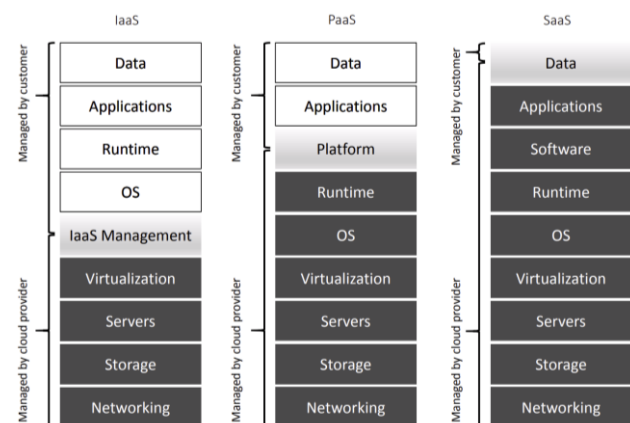 IaaS
Managed by customer
Data
Applications
Runtime
OS
IaaS Management
Managed by cloud provider
Virtualization
Servers
Storage
Networking
PaaS
Managed by customer
Data
Applications
Platform
Managed by cloud provider
Runtime
OS
Virtualization
Servers
Storage
Networking
SaaS
Managed by customer
Data
Managed by cloud provider
Applications
Software
Runtime
OS
Virtualization
Servers
Storage
Networking